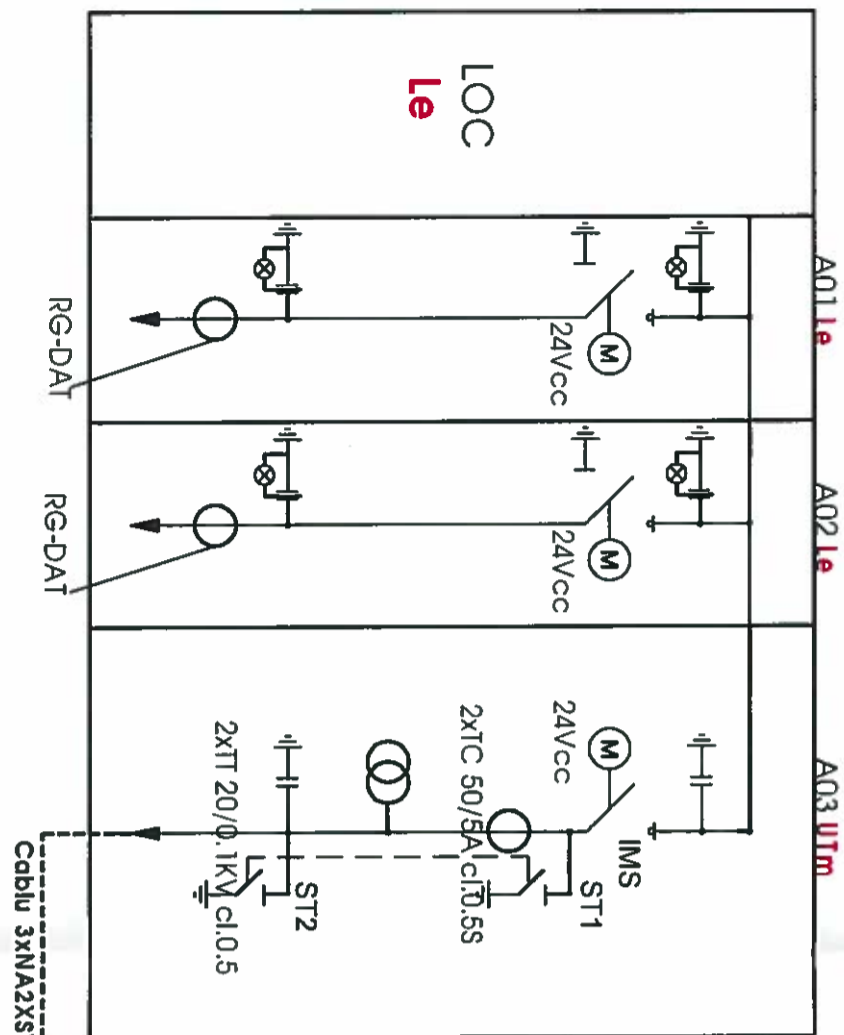 LOC
Le
A01 Le
M
24Vcc
RG-DAT
A02 Le
M
24Vcc
RG-DAT
A03 UTm
M
24Vcc
IMS
2xTC 50/5A cl.0.5S
ST1
2xTT 20/0.1KV cl.0.5
ST2
Cablu 3xNA2XS